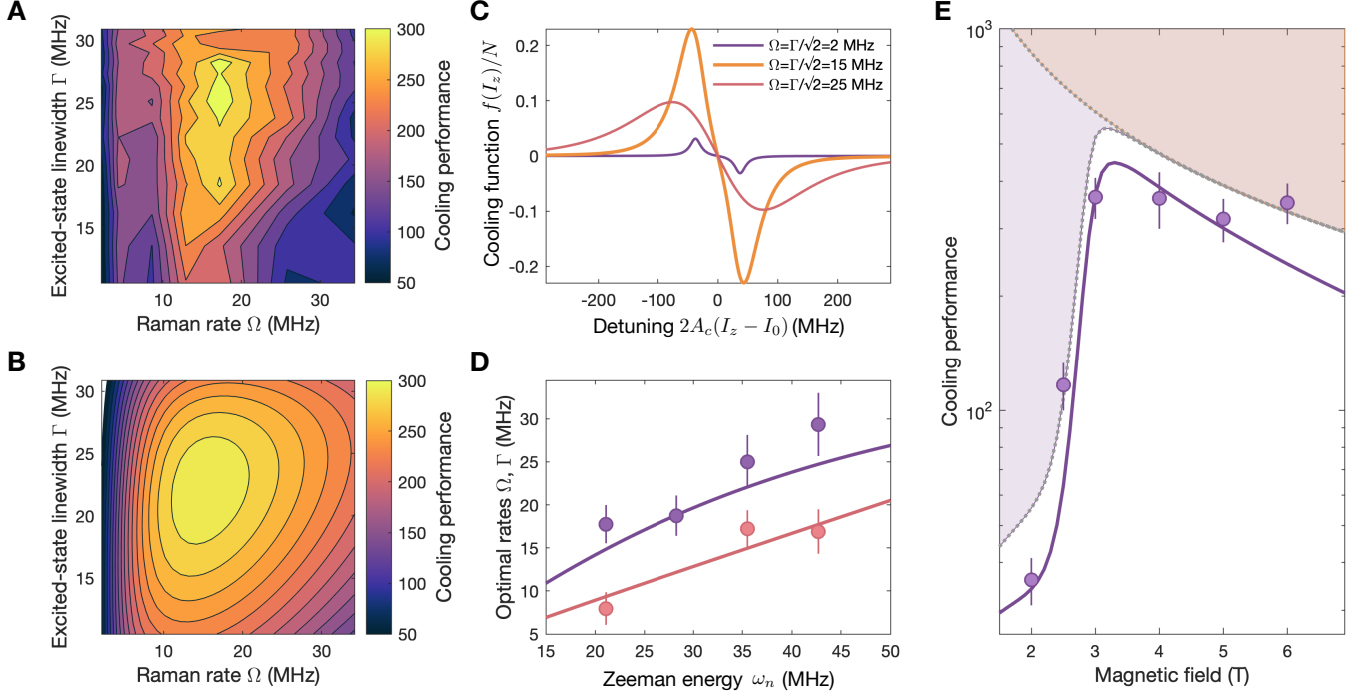 A
Excited-state linewidth Γ (MHz)
30
25
20
15
10
20
30
Raman rate Ω (MHz)
300
250
200
150
100
50
Cooling performance
B
Excited-state linewidth Γ (MHz)
30
25
20
15
10
20
30
Raman rate Ω (MHz)
300
250
200
150
100
50
Cooling performance
C
Cooling function f(I_z)/N
0.2
0.1
0
-0.1
-0.2
Ω=Γ/√2=2 MHz
Ω=Γ/√2=15 MHz
Ω=Γ/√2=25 MHz
-200
-100
0
100
200
Detuning 2A_c(I_z − I_0) (MHz)
D
Optimal rates Ω, Γ (MHz)
30
25
20
15
10
5
15
20
25
30
35
40
45
50
Zeeman energy ω_n (MHz)
E
Cooling performance
10^3
10^2
2
3
4
5
6
Magnetic field (T)